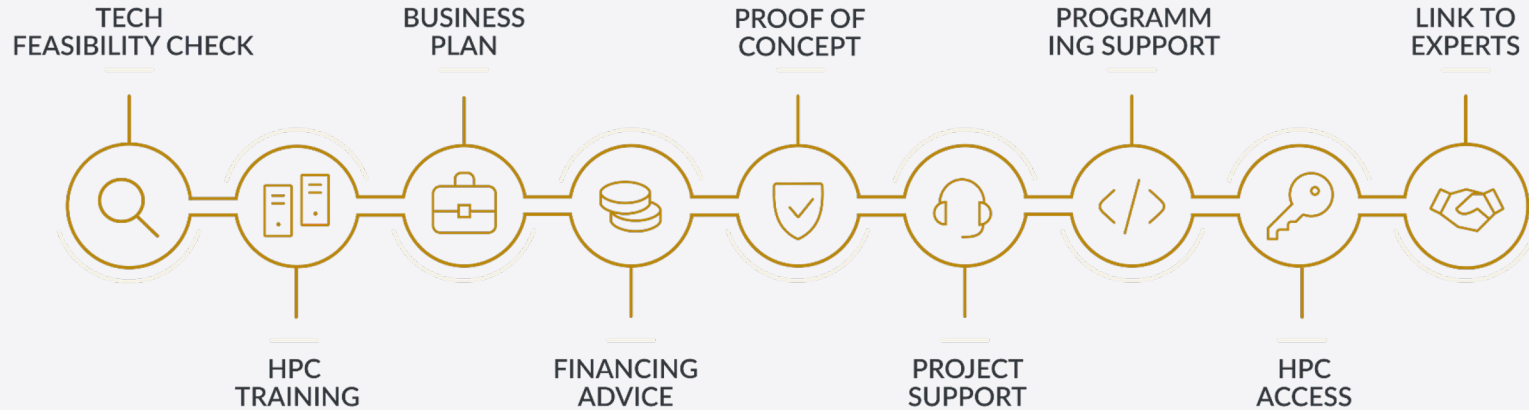 TECH
FEASIBILITY CHECK
BUSINESS
PLAN
PROOF OF
CONCEPT
PROGRAMM
ING SUPPORT
LINK TO
EXPERTS
HPC
TRAINING
FINANCING
ADVICE
PROJECT
SUPPORT
HPC
ACCESS